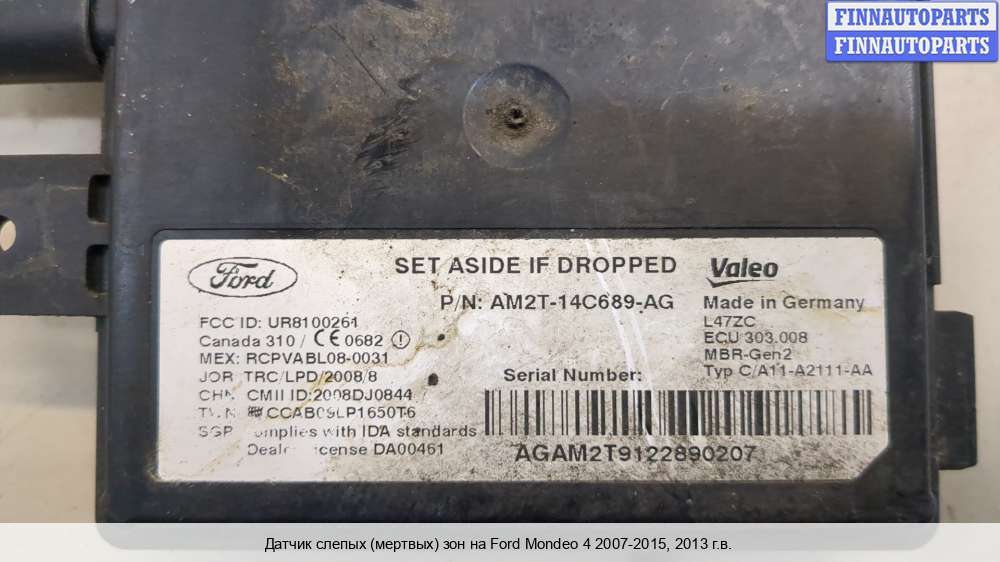 FINNAUTOPARTS
FINNAUTOPARTS
Ford
SET ASIDE IF DROPPED
Valeo
P/N: AM2T-14C689-AG
Made in Germany
FCC ID: UR8100261
L47ZC
Canada 310 / CE 0682
ECU 303.008
MEX: RCPVABL08-0031
MBR-Gen2
JOR TRC/LPD/2008/8
Serial Number:
Typ C/A11-A2111-AA
CHN CMII ID:2008DJ0844
CCAB09LP1650T6
SGP with IDA standards
DA00461
AGAM2T9122890207
Датчик слепых (мертвых) зон на Ford Mondeo 4 2007-2015, 2013 г.в.